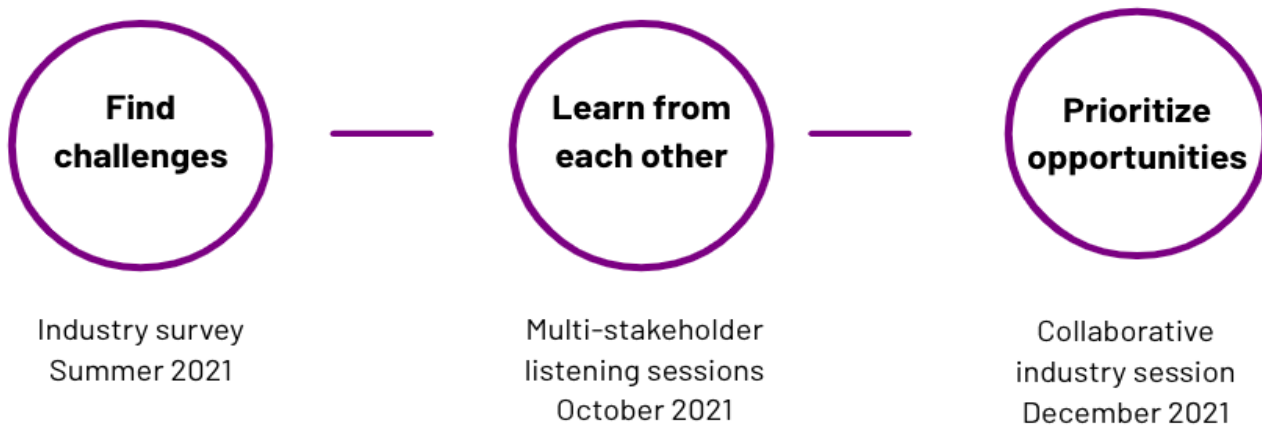 Find
challenges
Industry survey
Summer 2021
Learn from
each other
Multi-stakeholder
listening sessions
October 2021
Prioritize
opportunities
Collaborative
industry session
December 2021